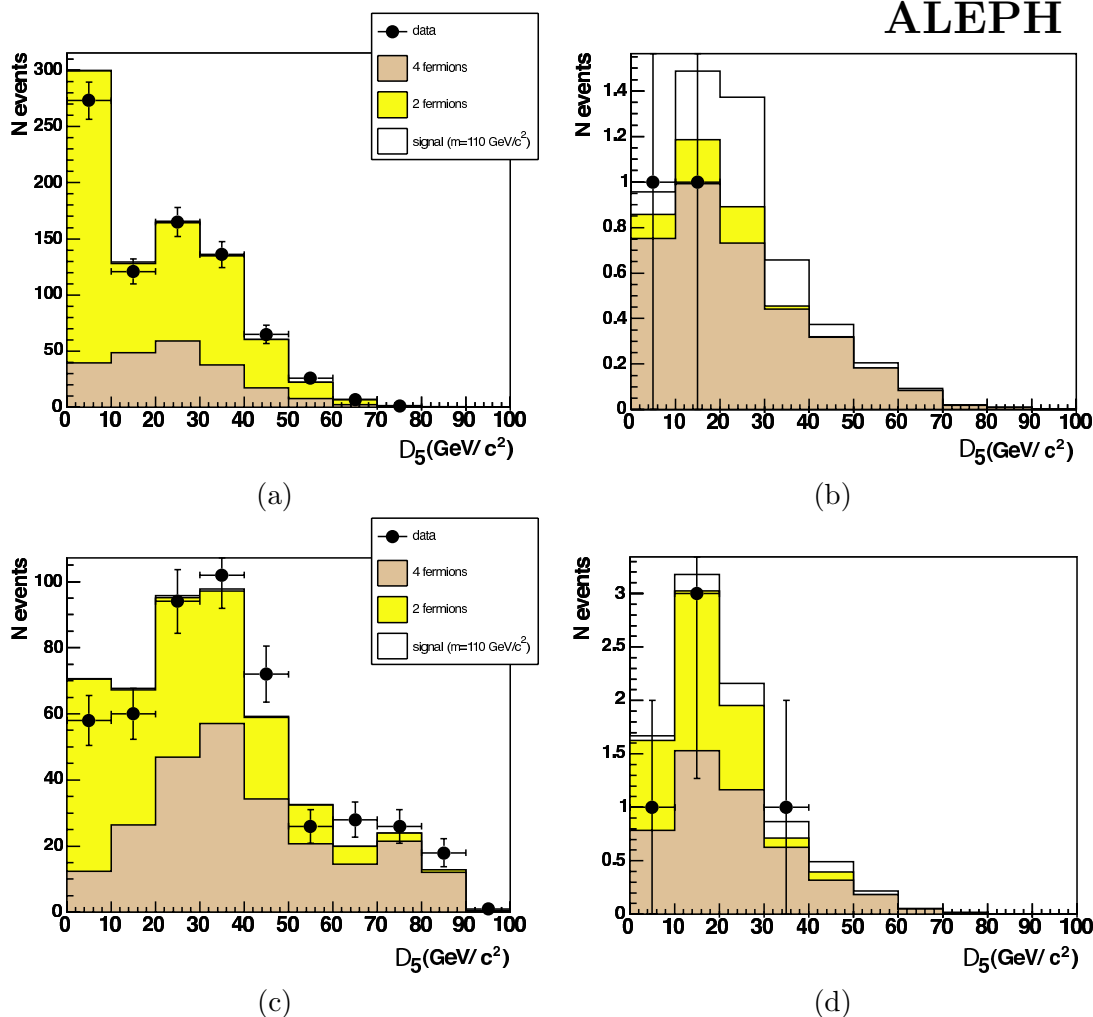 ALEPH
data
4 fermions
2 fermions
signal (m=110 GeV/c²)
N events
300
250
200
150
100
50
0
0 10 20 30 40 50 60 70 80 90 100
D₅(GeV/ c²)
(a)
N events
1.4
1.2
1
0.8
0.6
0.4
0.2
0
0 10 20 30 40 50 60 70 80 90 100
D₅(GeV/ c²)
(b)
data
4 fermions
2 fermions
signal (m=110 GeV/c²)
N events
100
80
60
40
20
0
0 10 20 30 40 50 60 70 80 90 100
D₅(GeV/ c²)
(c)
N events
3
2.5
2
1.5
1
0.5
0
0 10 20 30 40 50 60 70 80 90 100
D₅(GeV/ c²)
(d)